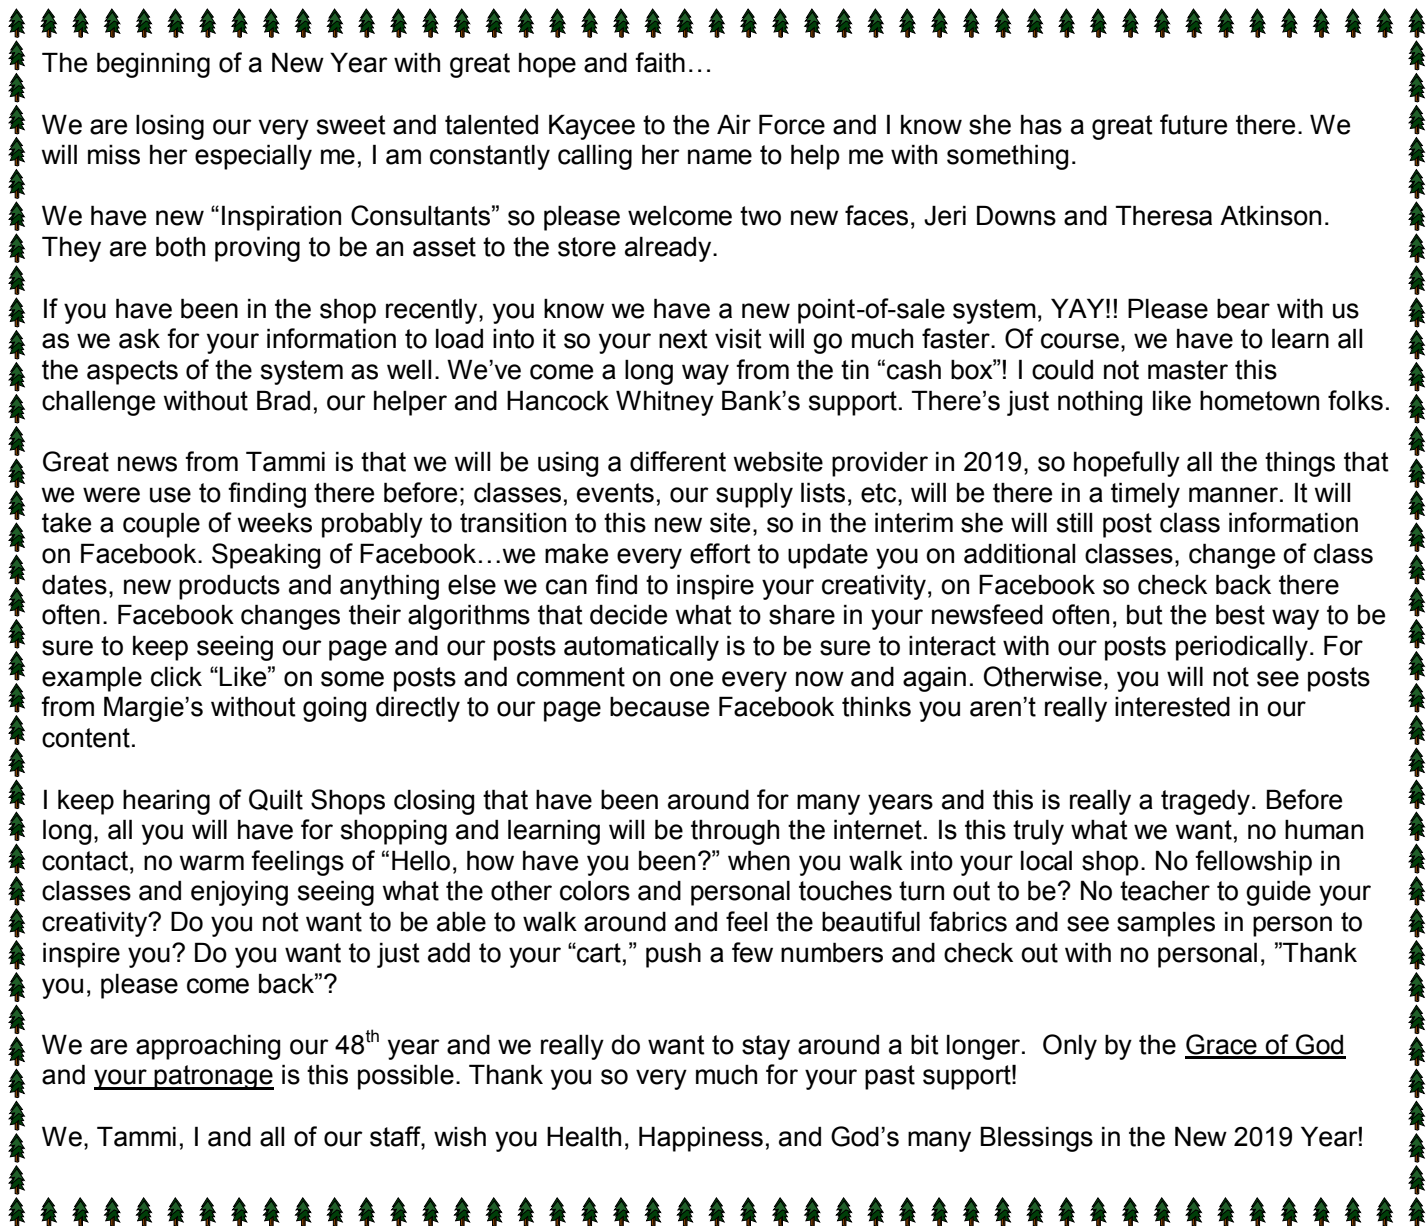 The beginning of a New Year with great hope and faith…
We are losing our very sweet and talented Kaycee to the Air Force and I know she has a great future there. We
will miss her especially me, I am constantly calling her name to help me with something.
We have new “Inspiration Consultants” so please welcome two new faces, Jeri Downs and Theresa Atkinson.
They are both proving to be an asset to the store already.
If you have been in the shop recently, you know we have a new point-of-sale system, YAY!! Please bear with us
as we ask for your information to load into it so your next visit will go much faster. Of course, we have to learn all
the aspects of the system as well. We’ve come a long way from the tin “cash box”! I could not master this
challenge without Brad, our helper and Hancock Whitney Bank’s support. There’s just nothing like hometown folks.
Great news from Tammi is that we will be using a different website provider in 2019, so hopefully all the things that
we were use to finding there before; classes, events, our supply lists, etc, will be there in a timely manner. It will
take a couple of weeks probably to transition to this new site, so in the interim she will still post class information
on Facebook. Speaking of Facebook…we make every effort to update you on additional classes, change of class
dates, new products and anything else we can find to inspire your creativity, on Facebook so check back there
often. Facebook changes their algorithms that decide what to share in your newsfeed often, but the best way to be
sure to keep seeing our page and our posts automatically is to be sure to interact with our posts periodically. For
example click “Like” on some posts and comment on one every now and again. Otherwise, you will not see posts
from Margie’s without going directly to our page because Facebook thinks you aren’t really interested in our
content.
I keep hearing of Quilt Shops closing that have been around for many years and this is really a tragedy. Before
long, all you will have for shopping and learning will be through the internet. Is this truly what we want, no human
contact, no warm feelings of “Hello, how have you been?” when you walk into your local shop. No fellowship in
classes and enjoying seeing what the other colors and personal touches turn out to be? No teacher to guide your
creativity? Do you not want to be able to walk around and feel the beautiful fabrics and see samples in person to
inspire you? Do you want to just add to your “cart,” push a few numbers and check out with no personal, ”Thank
you, please come back”?
We are approaching our 48th year and we really do want to stay around a bit longer.  Only by the Grace of God
and your patronage is this possible. Thank you so very much for your past support!
We, Tammi, I and all of our staff, wish you Health, Happiness, and God’s many Blessings in the New 2019 Year!